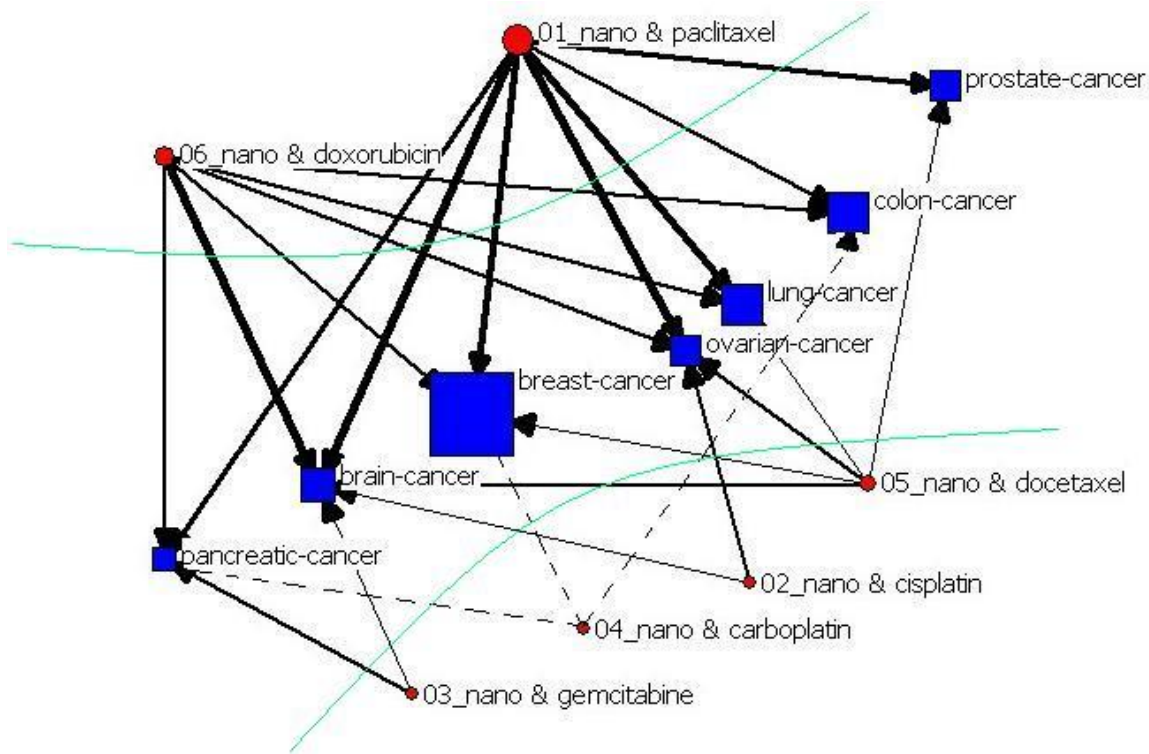 01_nano & paclitaxel
prostate-cancer
06_nano & doxorubicin
colon-cancer
lung-cancer
ovarian-cancer
breast-cancer
brain-cancer
05_nano & docetaxel
pancreatic-cancer
02_nano & cisplatin
04_nano & carboplatin
03_nano & gemcitabine